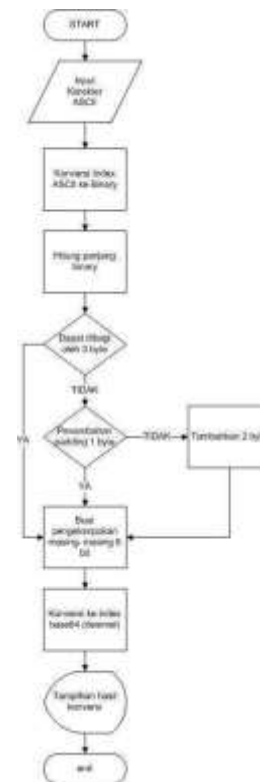 START
Input
Karakter
ASCII
Konversi Index
ASCII ke binary
Hitung panjang
binary
Dapat dibagi
oleh 3 byte
TIDAK
YA
Penambahan
padding 1 byte
TIDAK
Tambahkan 2 byt
YA
Buat
pengelompokan
masing- masing 6
bit
Konversi ke index
base64 (desimal)
Tampilkan hasil
konversi
end